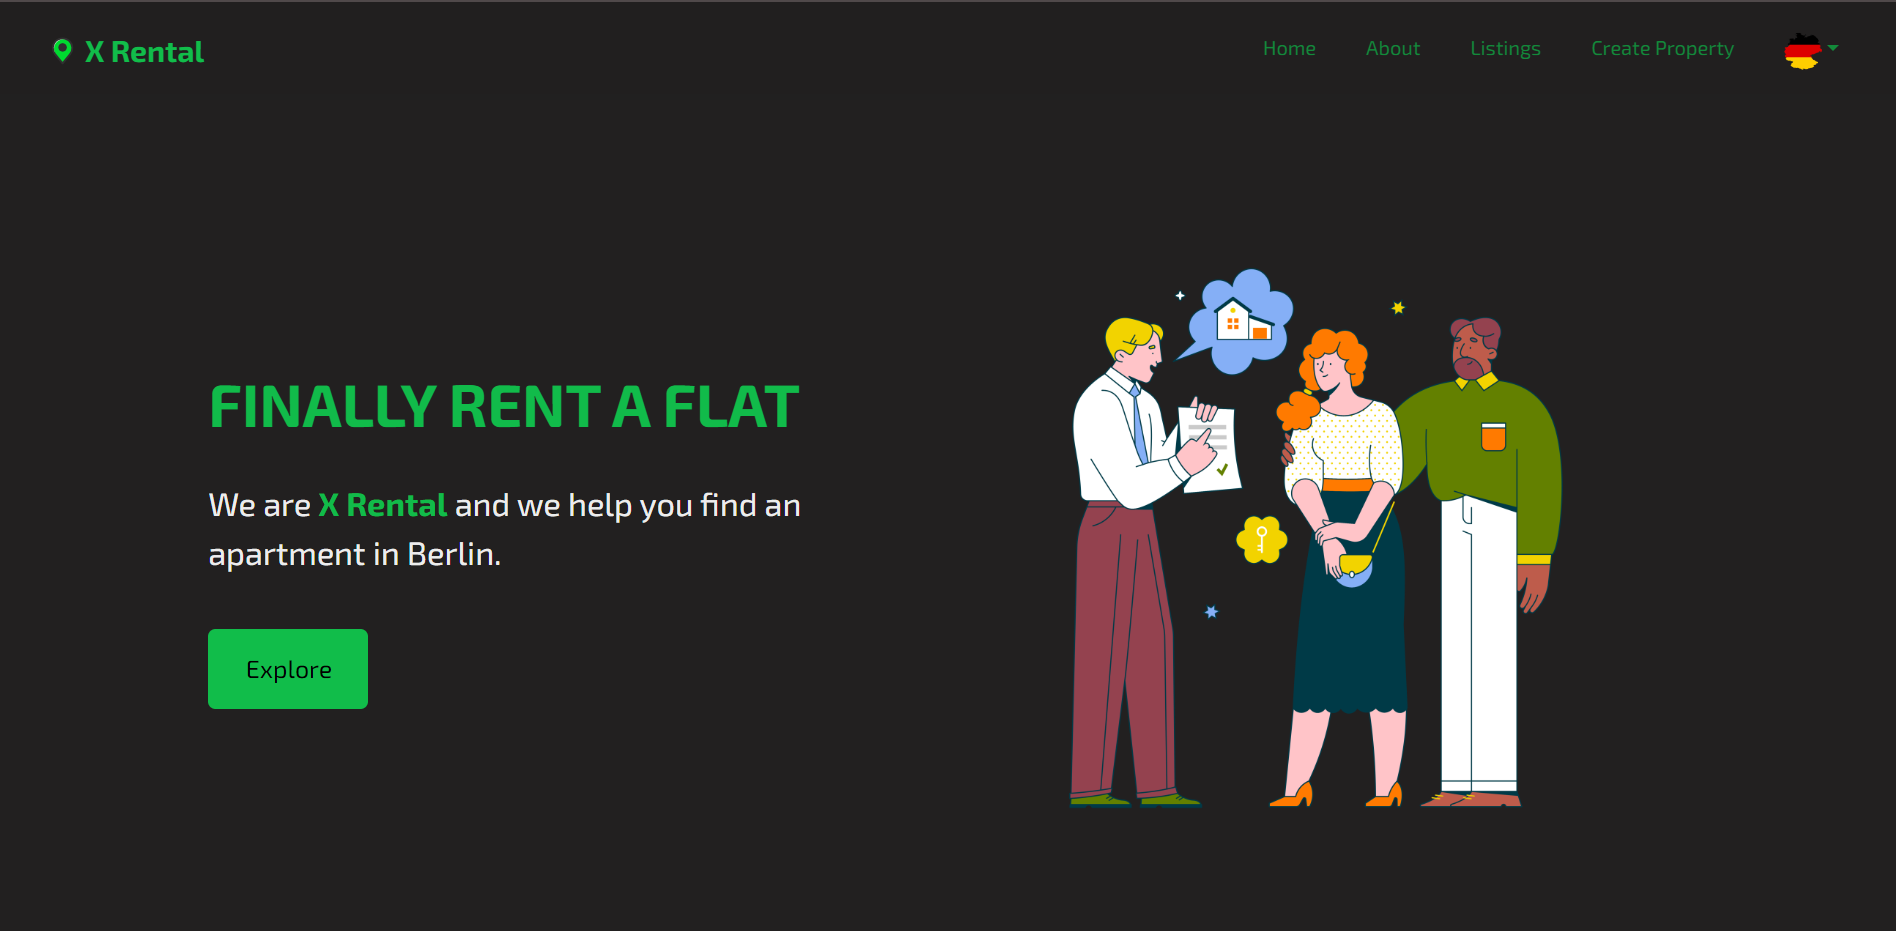 X Rental
Home
About
Listings
Create Property
FINALLY RENT A FLAT
We are X Rental and we help you find an
apartment in Berlin.
Explore